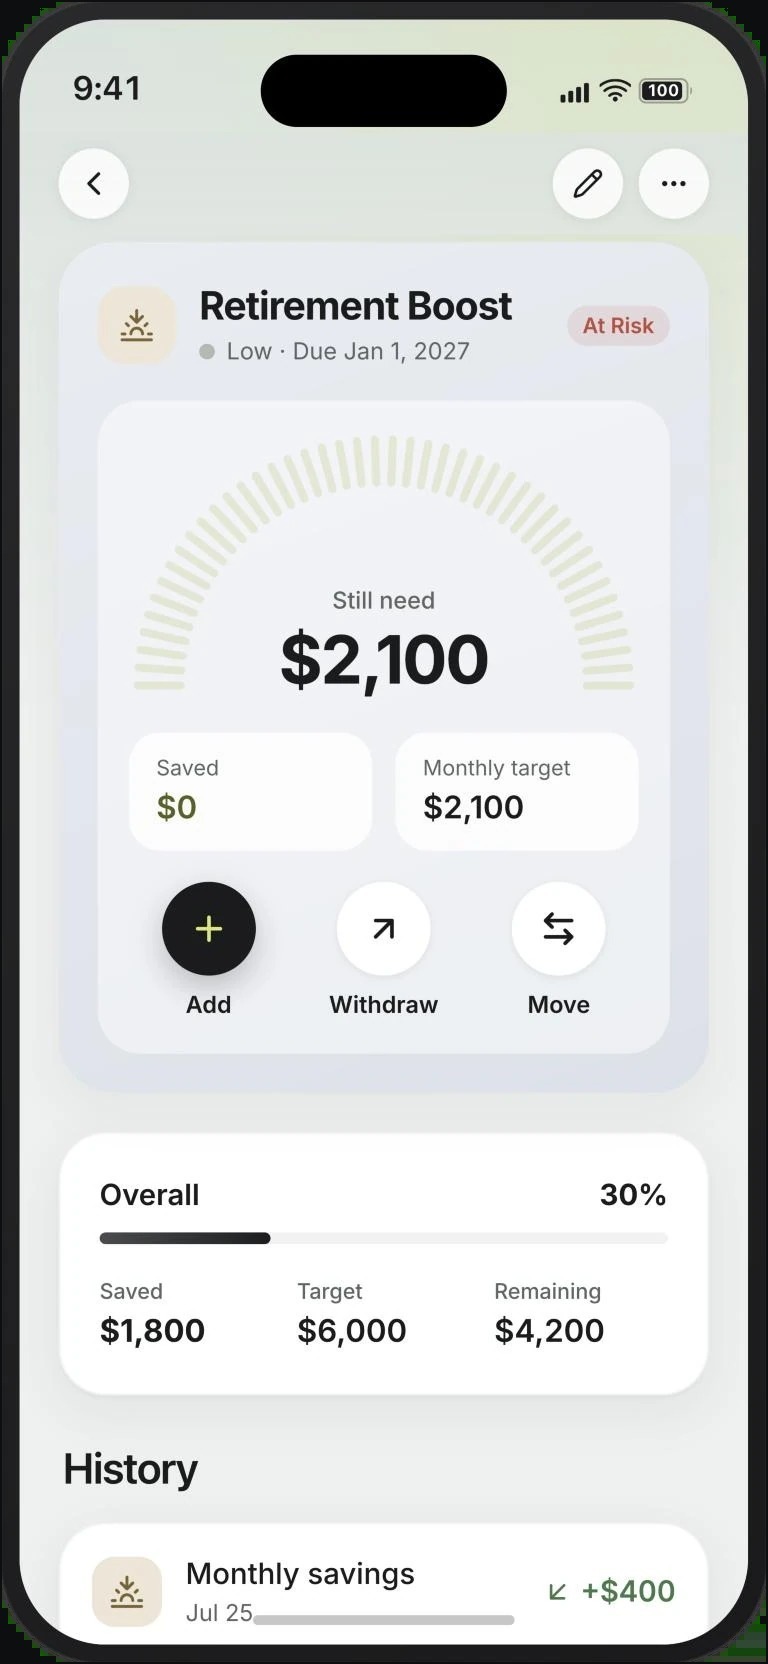 9:41
100
Retirement Boost
At Risk
Low · Due Jan 1, 2027
Still need
$2,100
Saved
$0
Monthly target
$2,100
Add
Withdraw
Move
Overall
30%
Saved
$1,800
Target
$6,000
Remaining
$4,200
History
Monthly savings
Jul 25
+$400